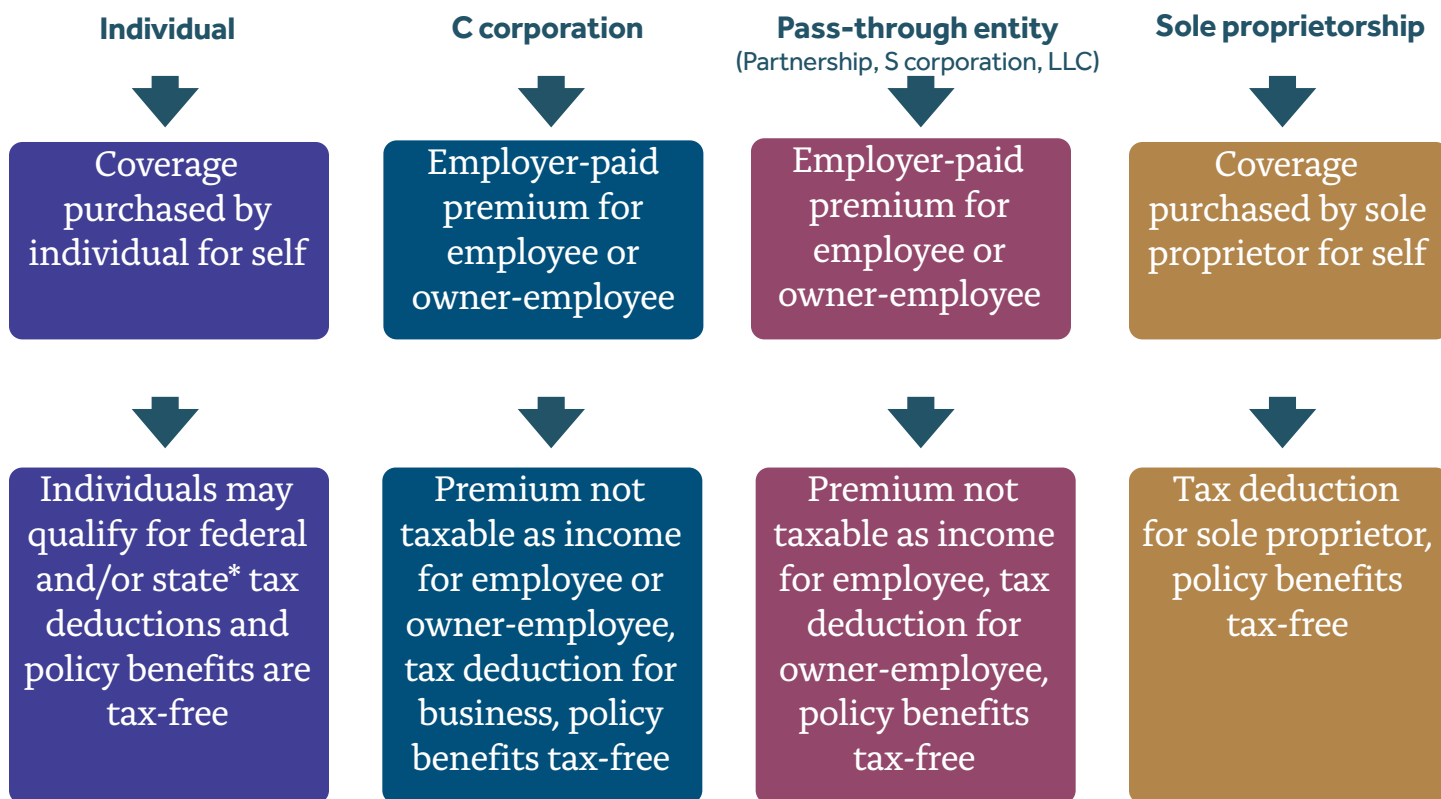 Individual
Coverage
purchased by
individual for self
Individuals may
qualify for federal
and/or state* tax
deductions and
policy benefits are
tax-free
C corporation
Employer-paid
premium for
employee or
owner-employee
Premium not
taxable as income
for employee or
owner-employee,
tax deduction for
business, policy
benefits tax-free
Pass-through entity
(Partnership, S corporation, LLC)
Employer-paid
premium for
employee or
owner-employee
Premium not
taxable as income
for employee, tax
deduction for
owner-employee,
policy benefits
tax-free
Sole proprietorship
Coverage
purchased by sole
proprietor for self
Tax deduction
for sole proprietor,
policy benefits
tax-free